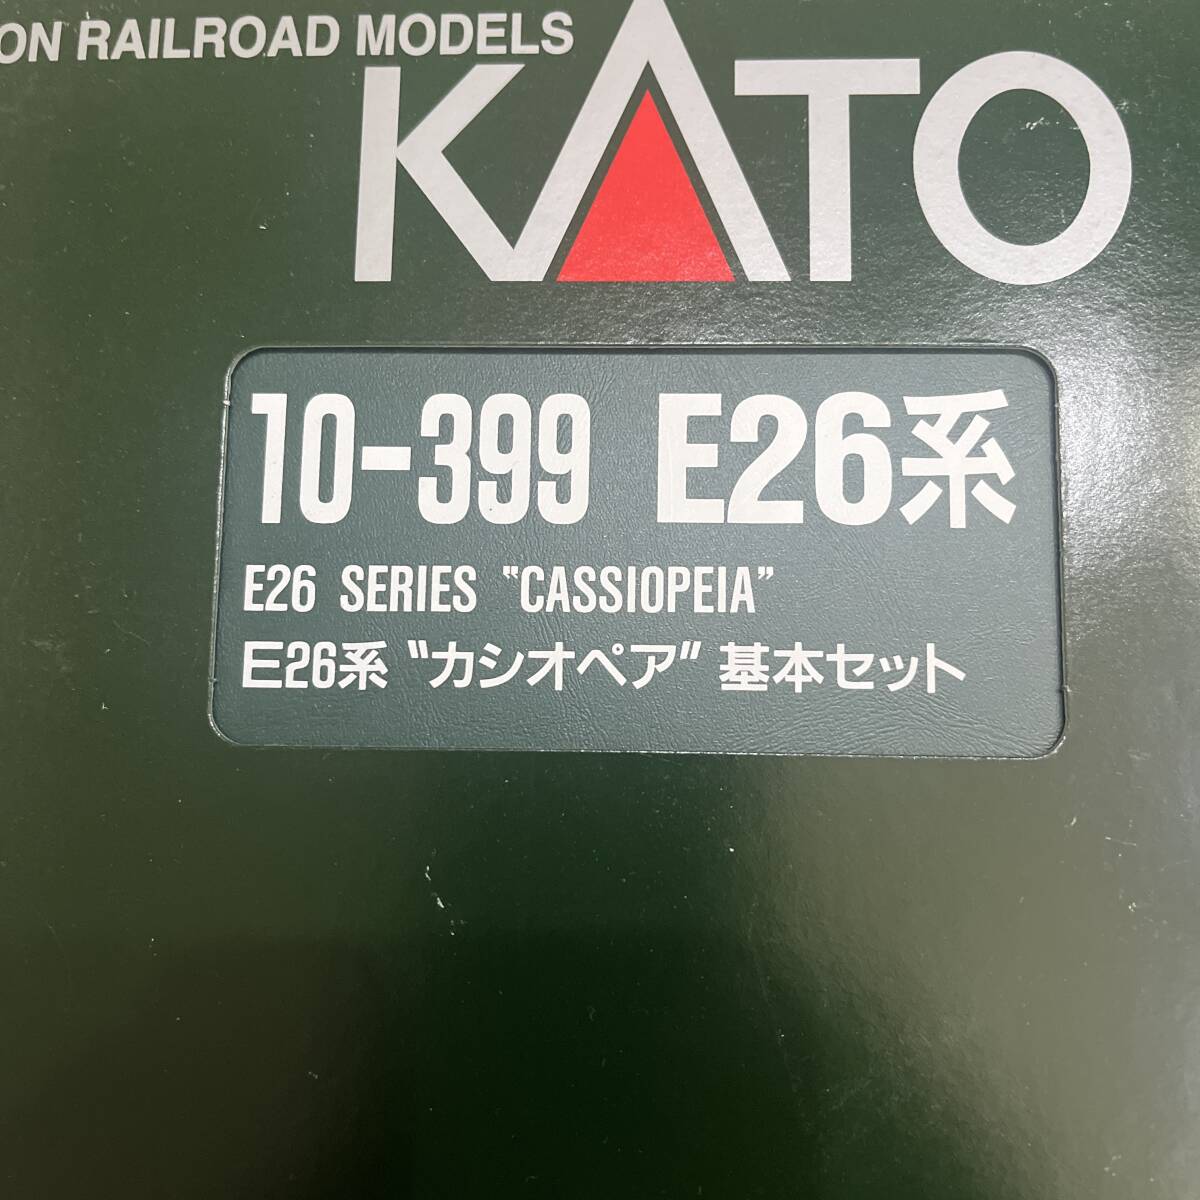 ON RAILROAD MODELS
KATO
10-399 E26系
E26 SERIES "CASSIOPEIA"
E26系 "カシオペア" 基本セット